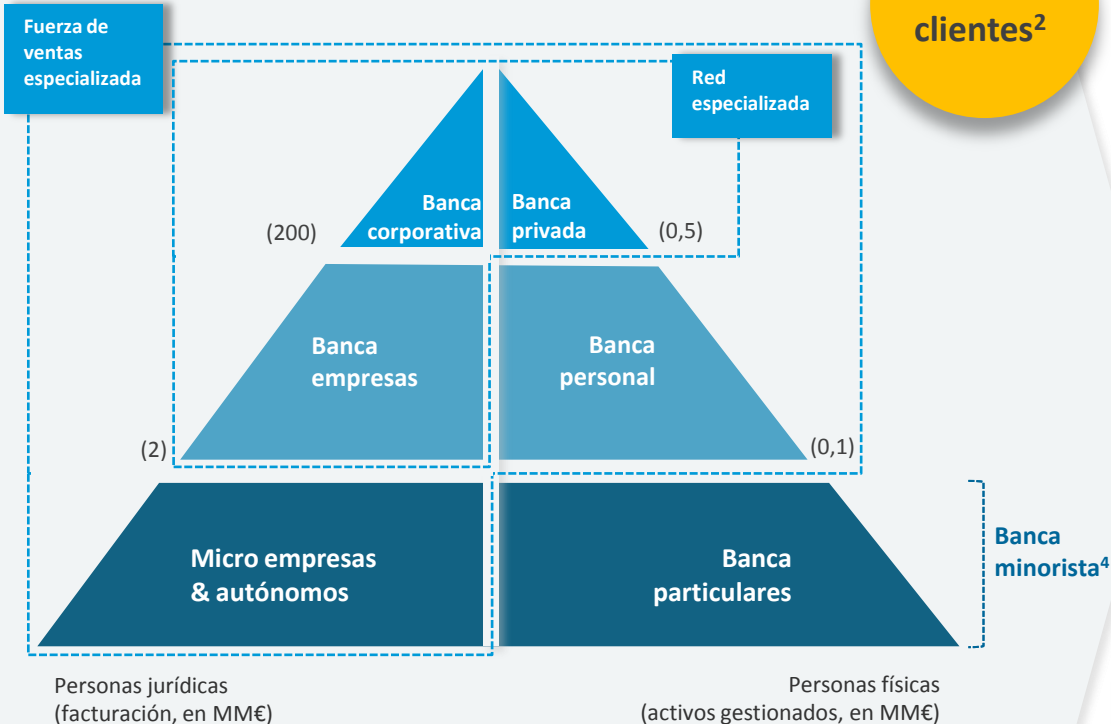 clientes²
Fuerza de
ventas
especializada
Red
especializada
Banca
corporativa
Banca
privada
(200)
(0,5)
Banca
empresas
Banca
personal
(2)
(0,1)
Micro empresas
& autónomos
Banca
particulares
Banca
minorista⁴
Personas jurídicas
(facturación, en MM€)
Personas físicas
(activos gestionados, en MM€)